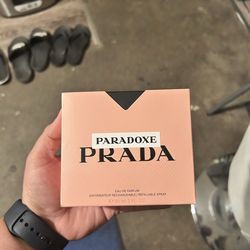 PARADOXE
PRADA
EAU DE PARFUM
VAPORISATEUR RECHARGEABLE / REFILLABLE SPRAY